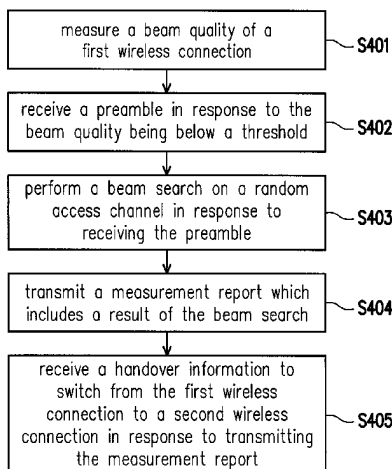 measure a beam quality of a
first wireless connection
S401
receive a preamble in response to the
beam quality being below a threshold
S402
perform a beam search on a random
access channel in response to
receiving the preamble
S403
transmit a measurement report which
includes a result of the beam search
S404
receive a handover information to
switch from the first wireless
connection to a second wireless
connection in response to transmitting
the measurement report
S405